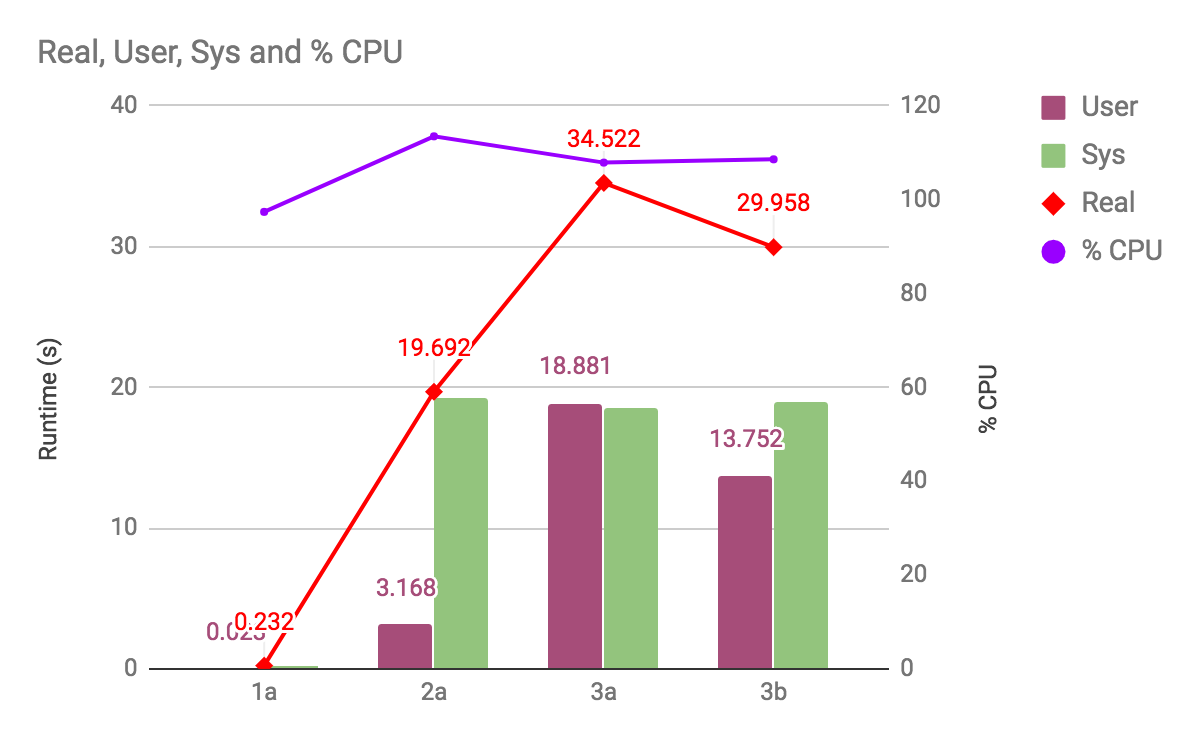 Real, User, Sys and % CPU
40
120
User
34.522
Sys
100
29.958
Real
30
% CPU
80
19.692
Runtime (s)
18.881
20
60
% CPU
13.752
40
10
20
3.168
0.232
0
0
1a
2a
3a
3b